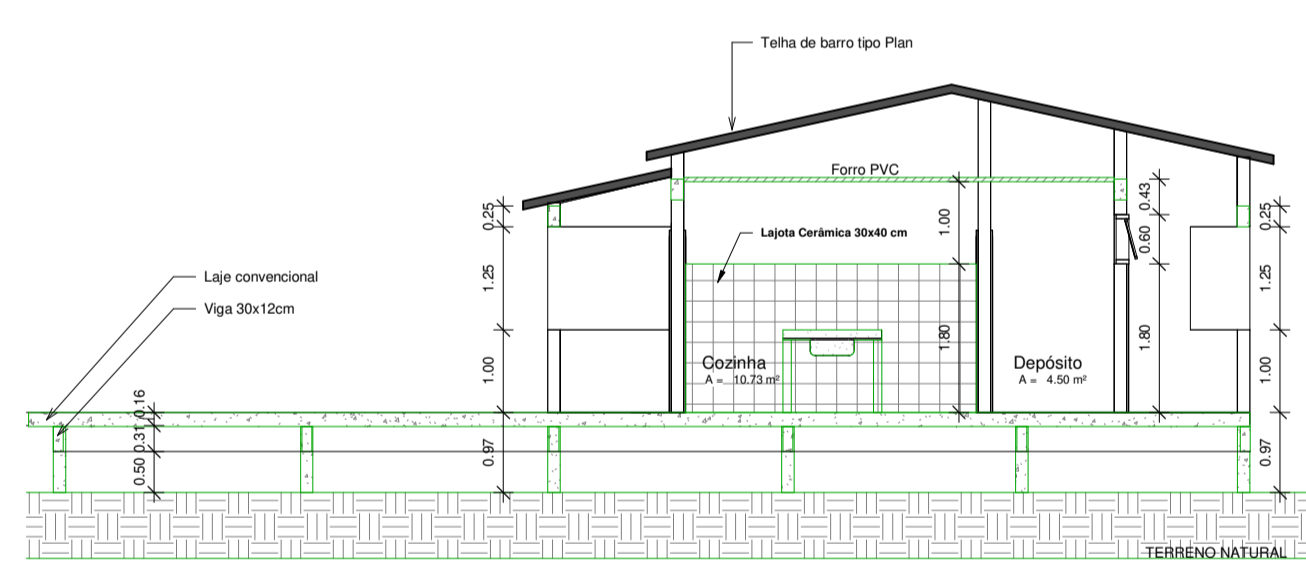 Telha de barro tipo Plan
Forro PVC
Lajota Cerâmica 30x40 cm
Laje convencional
Viga 30x12cm
Cozinha
A = 10.73 m²
Depósito
A = 4.50 m²
0.25
1.25
1.00
0.97
0.16
0.31
0.50
1.00
1.80
0.43
0.60
1.80
0.25
1.25
1.00
0.97
TERRENO NATURAL